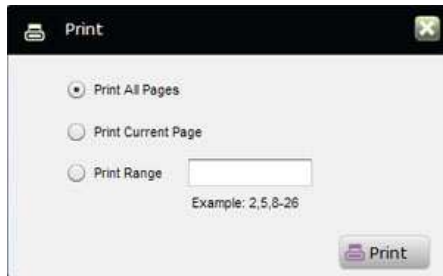 Print
Print All Pages
Print Current Page
Print Range
Example: 2,5,8-26
Print